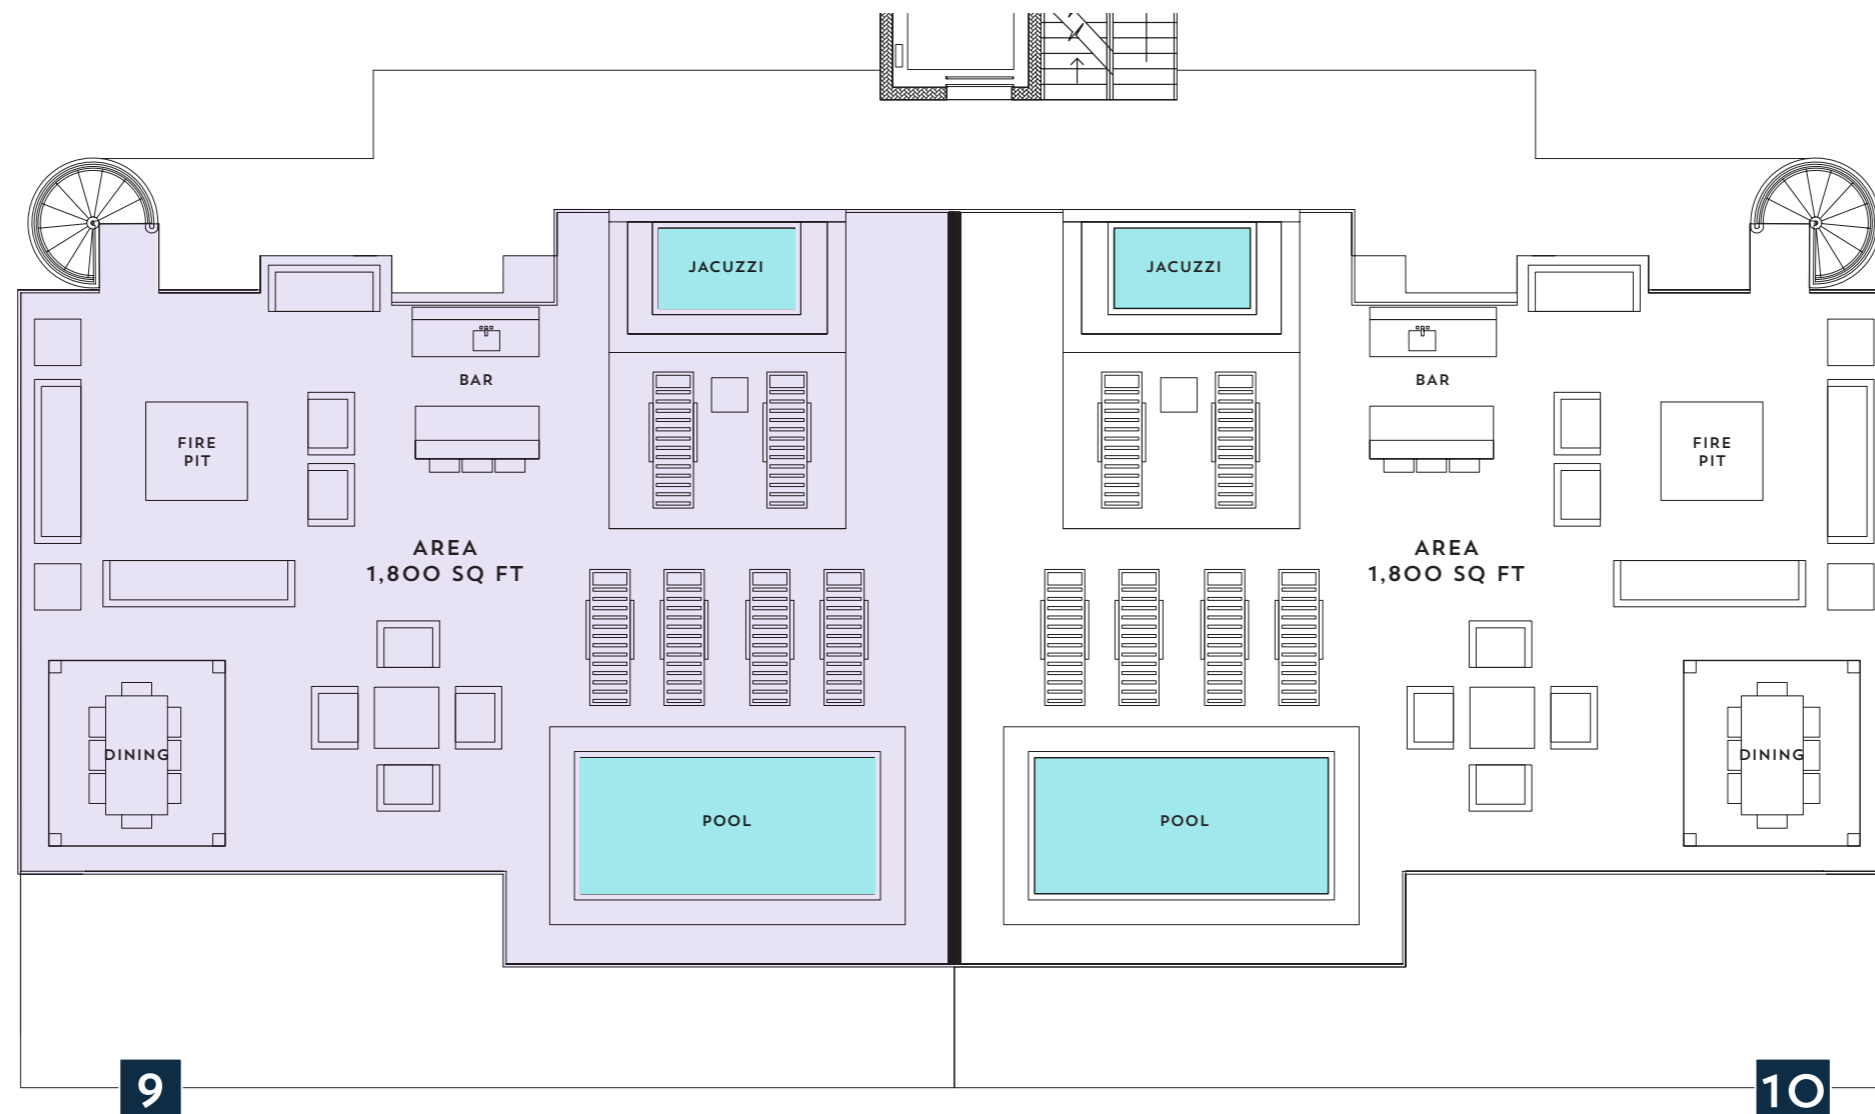 JACUZZI
JACUZZI
BAR
BAR
FIRE
PIT
FIRE
PIT
AREA
1,800 SQ FT
AREA
1,800 SQ FT
DINING
DINING
POOL
POOL
9
10